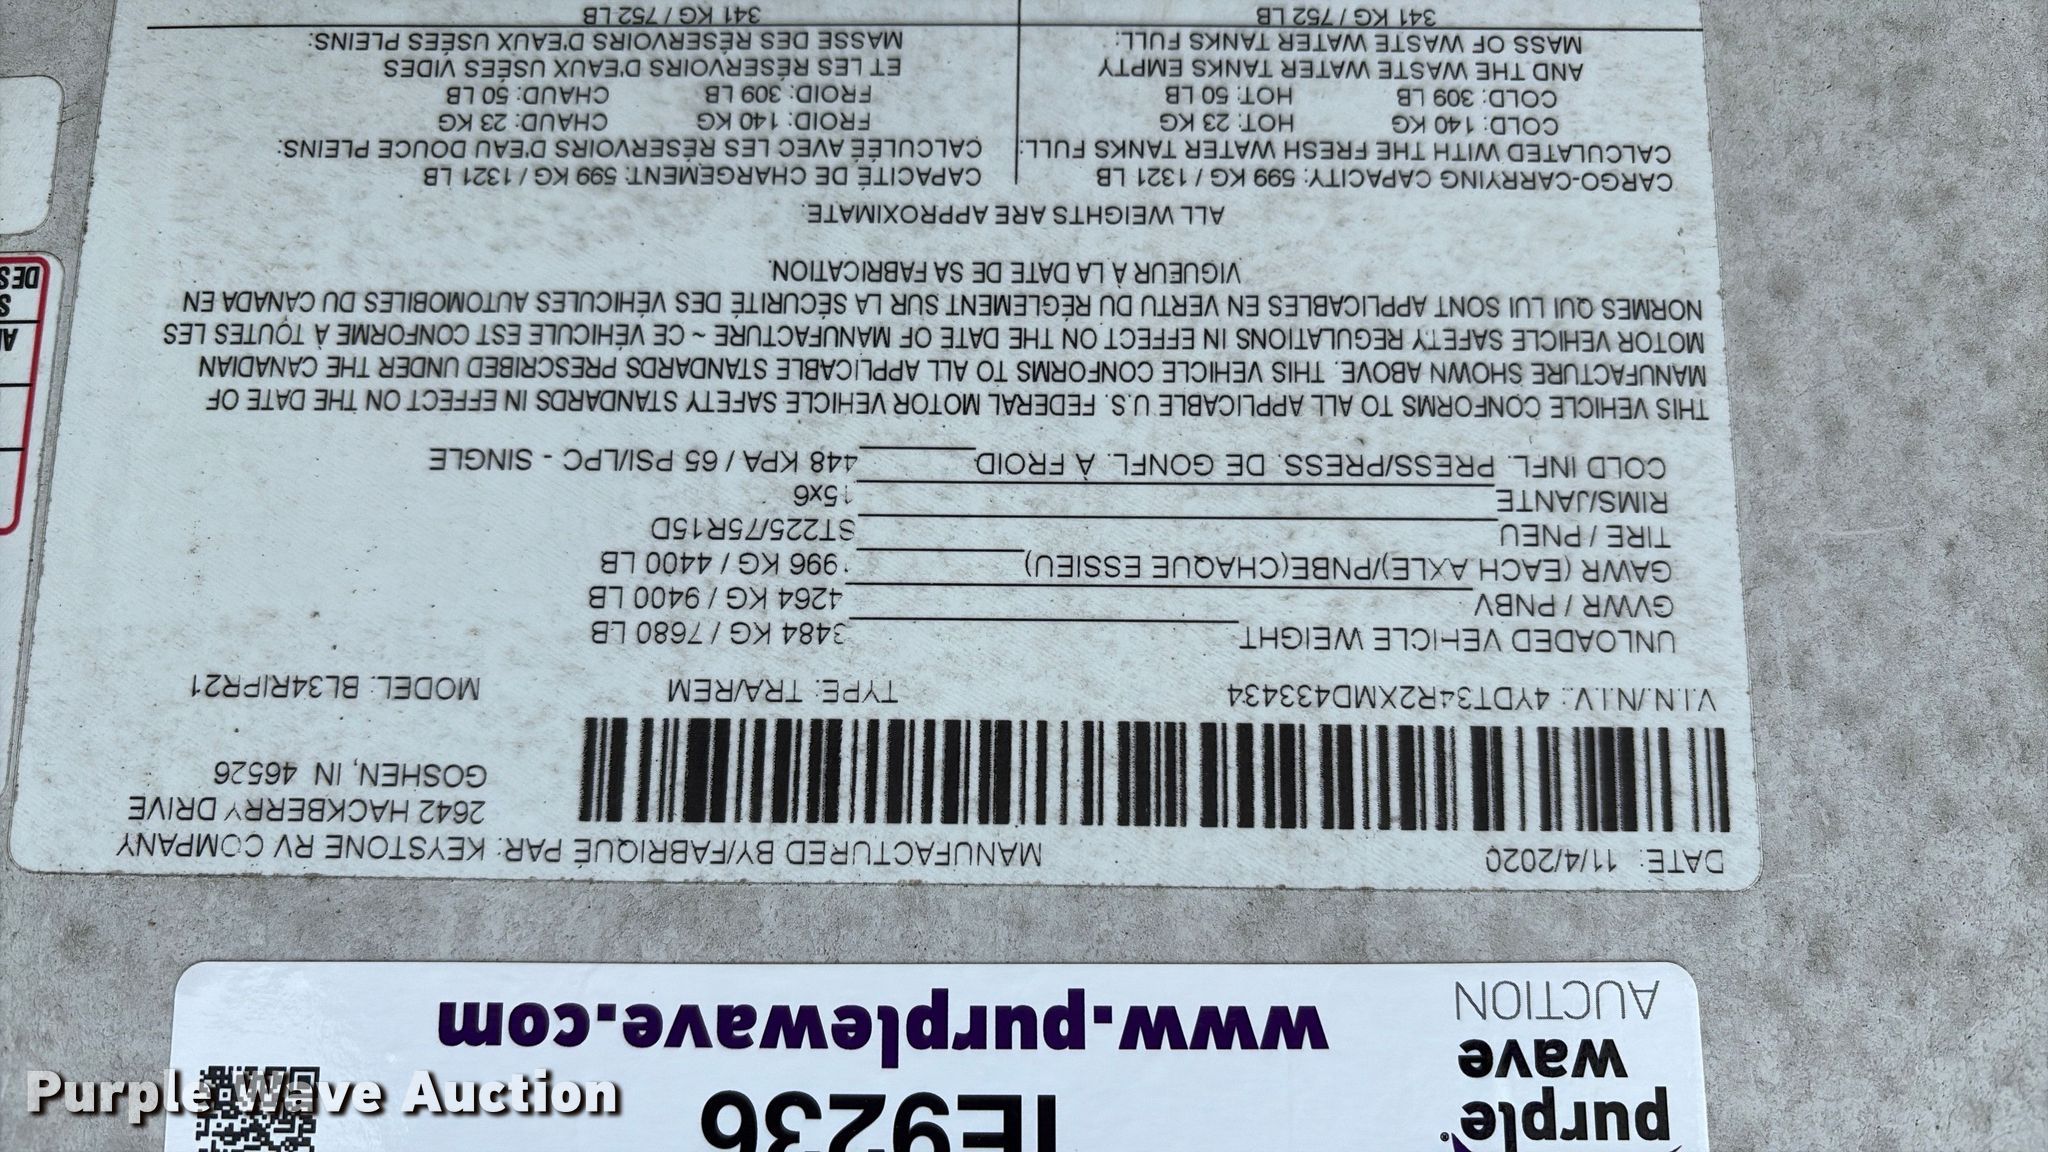 DATE: 11/4/2020
MANUFACTURED BY/FABRIQUÉ PAR: KEYSTONE RV COMPANY
2642 HACKBERRY DRIVE
GOSHEN, IN 46526
V.I.N./N.I.V.: 4YDT34R2XMD433434 TYPE: TRA/REM MODEL: BL34RIPR21
UNLOADED VEHICLE WEIGHT 3484 KG / 7680 LB
GVWR / PNBV 4264 KG / 9400 LB
GAWR (EACH AXLE)/PNBE(CHAQUE ESSIEU) 1996 KG / 4400 LB
TIRE / PNEU ST225/75R15D
RIMS/JANTE 15x6
COLD INFL. PRESS/PRESS. DE GONFL. À FROID 448 KPA / 65 PSI/LPC - SINGLE
THIS VEHICLE CONFORMS TO ALL APPLICABLE U.S. FEDERAL MOTOR VEHICLE SAFETY STANDARDS IN EFFECT ON THE DATE OF
MANUFACTURE SHOWN ABOVE. THIS VEHICLE CONFORMS TO ALL APPLICABLE STANDARDS PRESCRIBED UNDER THE CANADIAN
MOTOR VEHICLE SAFETY REGULATIONS IN EFFECT ON THE DATE OF MANUFACTURE ~ CE VÉHICULE EST CONFORME À TOUTES LES
NORMES QUI LUI SONT APPLICABLES EN VERTU DU RÉGLEMENT SUR LA SÉCURITÉ DES VÉHICULES AUTOMOBILES DU CANADA EN
VIGUEUR À LA DATE DE SA FABRICATION.
ALL WEIGHTS ARE APPROXIMATE.
CARGO-CARRYING CAPACITY: 599 KG / 1321 LB
CALCULATED WITH THE FRESH WATER TANKS FULL:
COLD: 140 KG HOT: 23 KG
COLD: 309 LB HOT: 50 LB
AND THE WASTE WATER TANKS EMPTY
MASS OF WASTE WATER TANKS FULL:
341 KG / 752 LB
CAPACITÉ DE CHARGEMENT: 599 KG / 1321 LB
CALCULÉE AVEC LES RÉSERVOIRS D'EAU DOUCE PLEINS:
FROID: 140 KG CHAUD: 23 KG
FROID: 309 LB CHAUD: 50 LB
ET LES RÉSERVOIRS D'EAUX USÉES VIDES
MASSE DES RÉSERVOIRS D'EAUX USÉES PLEINS:
341 KG / 752 LB
purple
wave
AUCTION
IE9236
www.purplewave.com
Purple Wave Auction